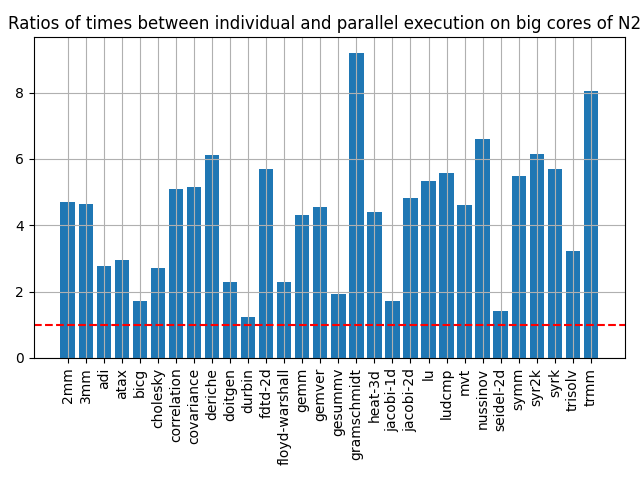 Ratios of times between individual and parallel execution on big cores of N2
8
6
4
2
0
2mm
3mm
adi
atax
bicg
cholesky
correlation
covariance
deriche
doitgen
durbin
fdtd-2d
floyd-warshall
gemm
gemver
gesummv
gramschmidt
heat-3d
jacobi-1d
jacobi-2d
lu
ludcmp
mvt
nussinov
seidel-2d
symm
syr2k
syrk
trisolv
trmm